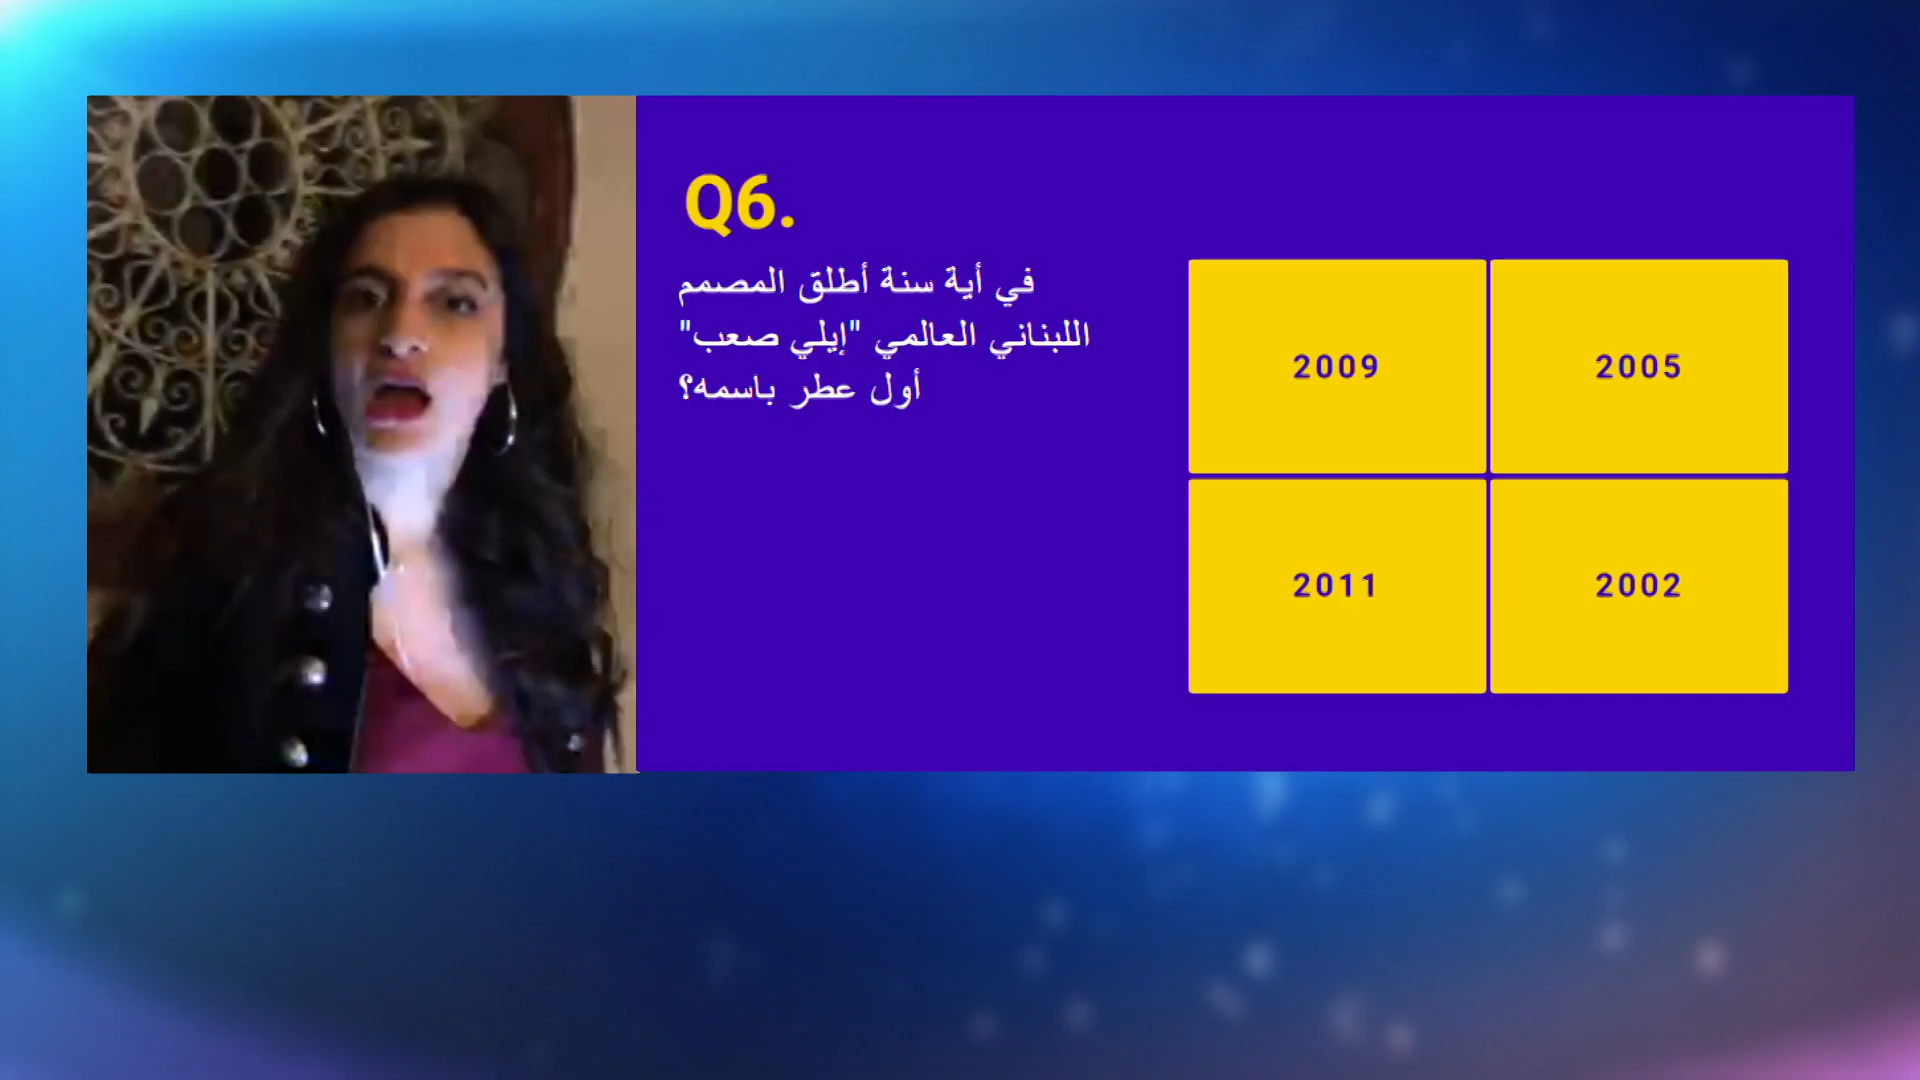 Q6.
في أية سنة أطلق المصمم
اللبناني العالمي "إيلي صعب"
أول عطر باسمه؟
2009
2005
2011
2002